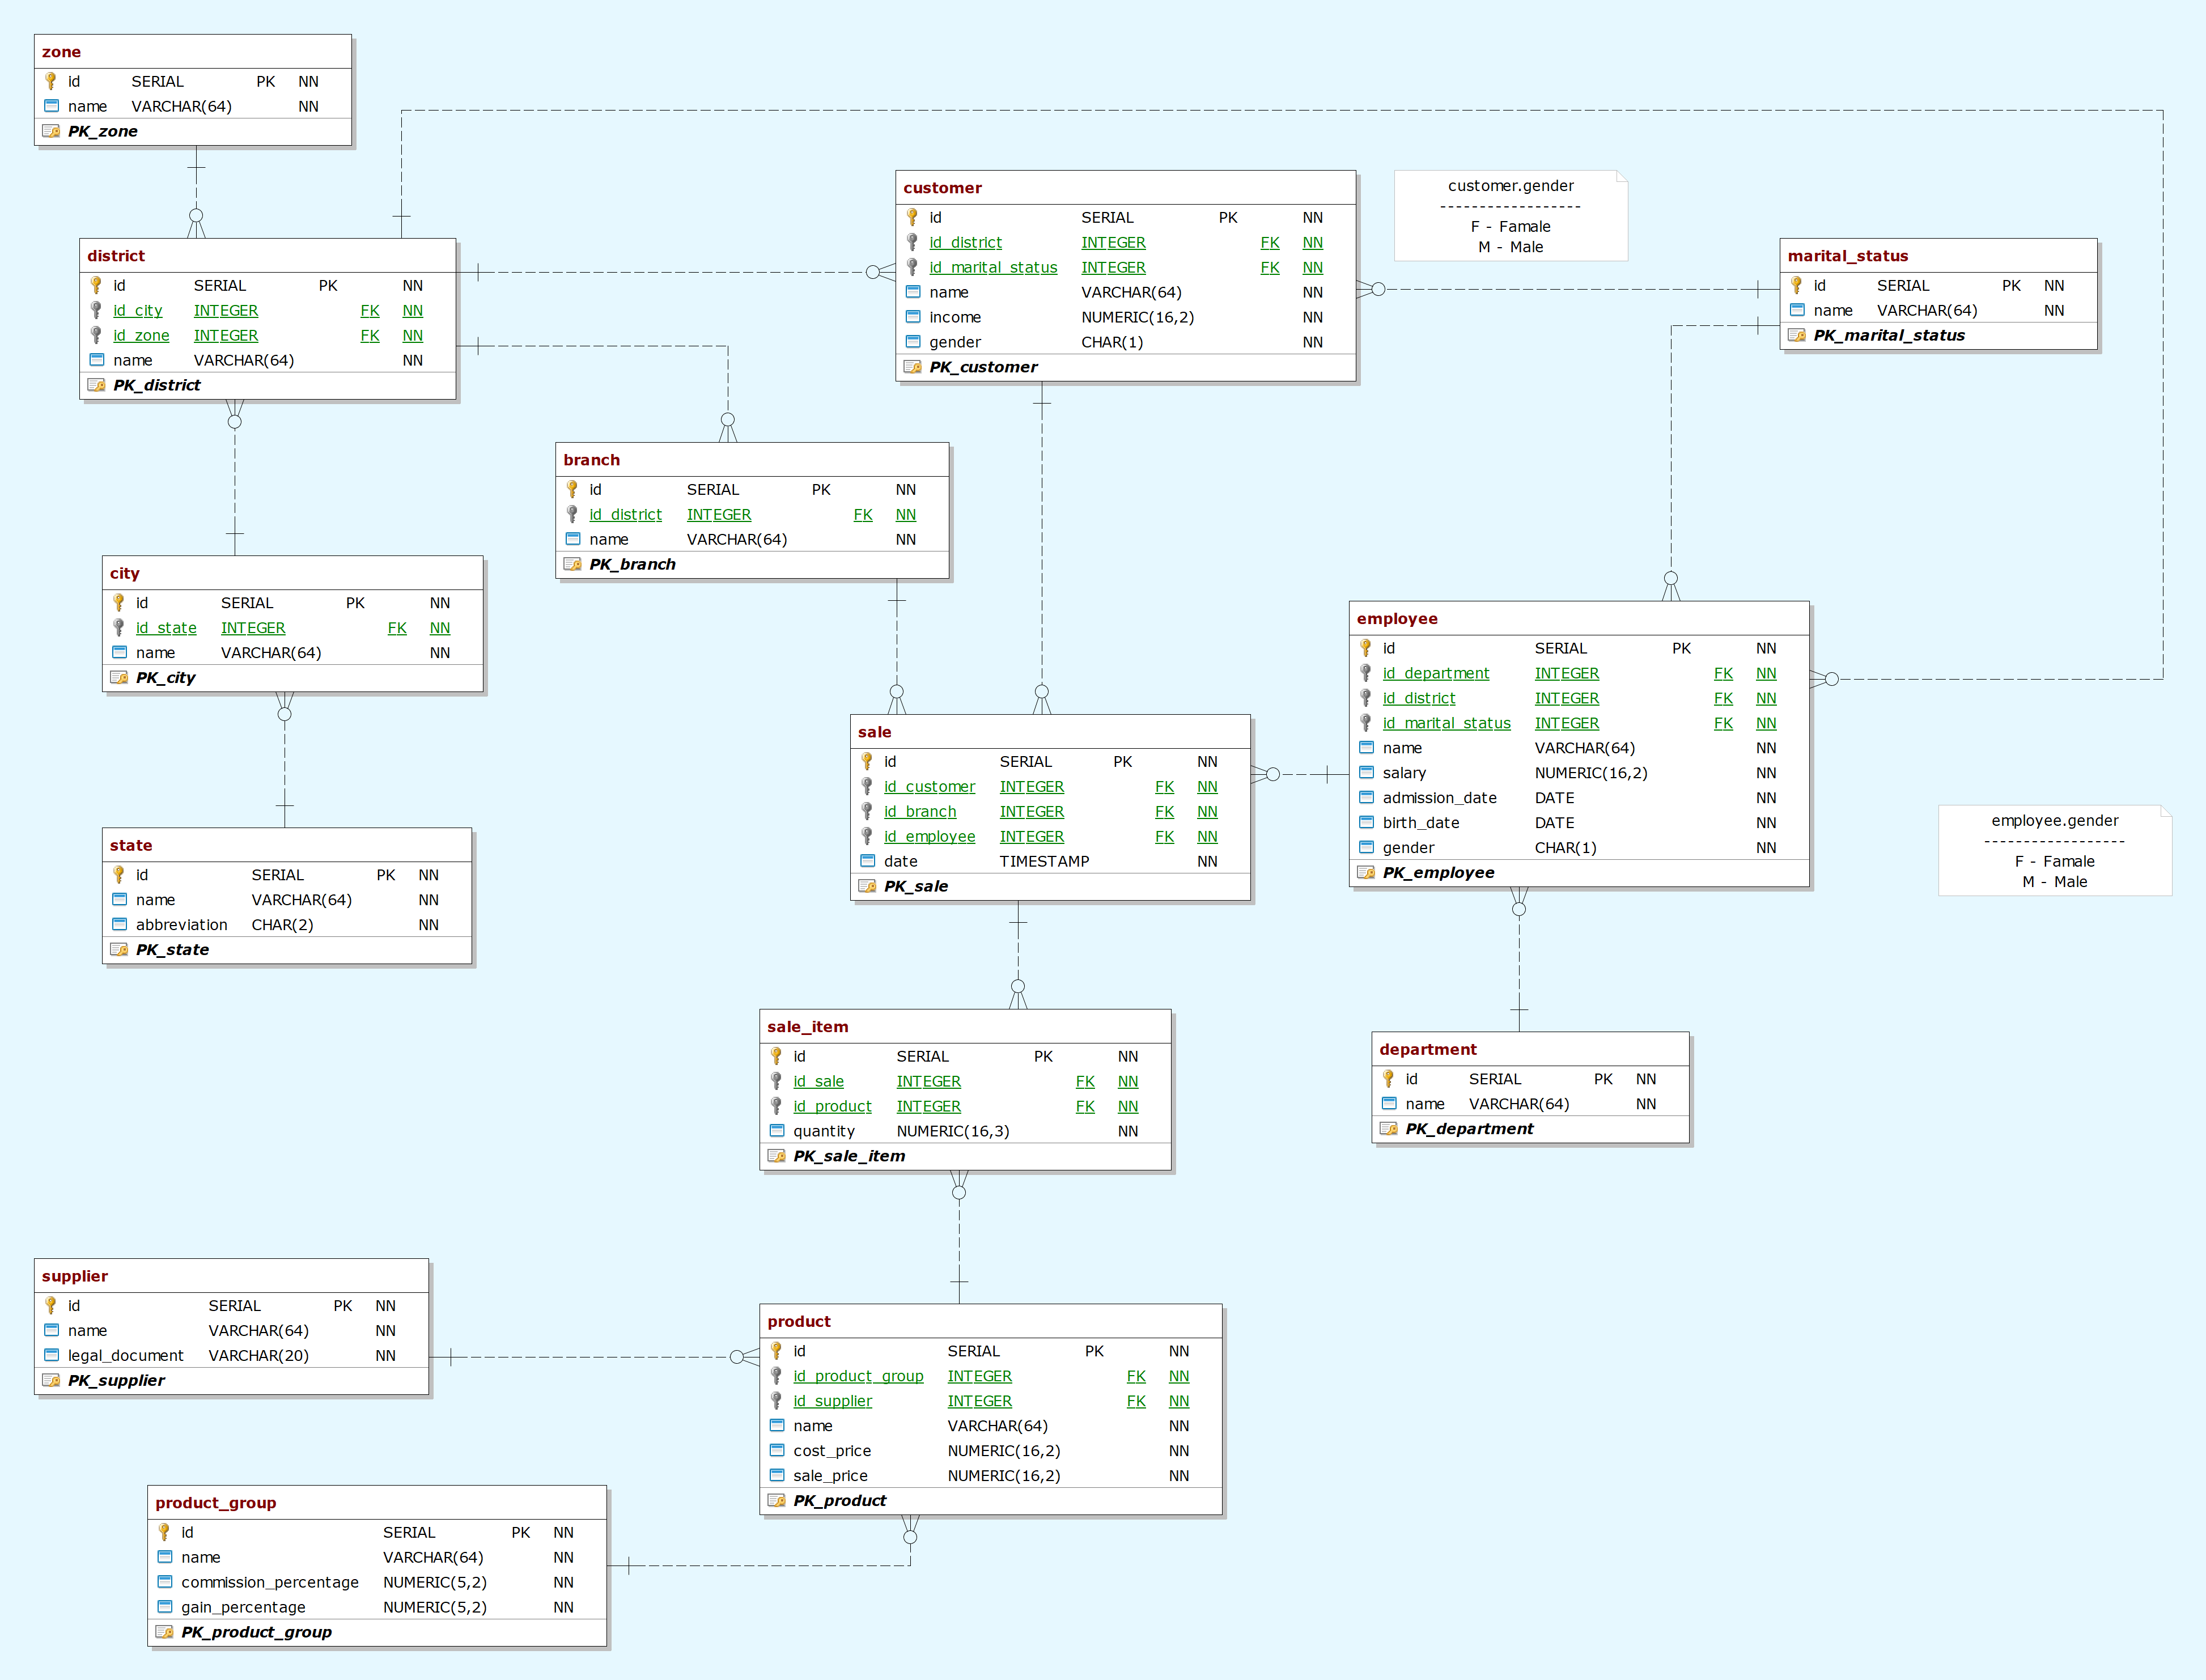 zone
id SERIAL PK NN
name VARCHAR(64) NN
PK_zone
customer
id SERIAL PK NN
id_district INTEGER FK NN
id_marital_status INTEGER FK NN
name VARCHAR(64) NN
income NUMERIC(16,2) NN
gender CHAR(1) NN
PK_customer
customer.gender
-------------------
F - Famale
M - Male
district
id SERIAL PK NN
id_city INTEGER FK NN
id_zone INTEGER FK NN
name VARCHAR(64) NN
PK_district
marital_status
id SERIAL PK NN
name VARCHAR(64) NN
PK_marital_status
branch
id SERIAL PK NN
id_district INTEGER FK NN
name VARCHAR(64) NN
PK_branch
city
id SERIAL PK NN
id_state INTEGER FK NN
name VARCHAR(64) NN
PK_city
employee
id SERIAL PK NN
id_department INTEGER FK NN
id_district INTEGER FK NN
id_marital_status INTEGER FK NN
name VARCHAR(64) NN
salary NUMERIC(16,2) NN
admission_date DATE NN
birth_date DATE NN
gender CHAR(1) NN
PK_employee
sale
id SERIAL PK NN
id_customer INTEGER FK NN
id_branch INTEGER FK NN
id_employee INTEGER FK NN
date TIMESTAMP NN
PK_sale
employee.gender
-------------------
F - Famale
M - Male
state
id SERIAL PK NN
name VARCHAR(64) NN
abbreviation CHAR(2) NN
PK_state
sale_item
id SERIAL PK NN
id_sale INTEGER FK NN
id_product INTEGER FK NN
quantity NUMERIC(16,3) NN
PK_sale_item
department
id SERIAL PK NN
name VARCHAR(64) NN
PK_department
supplier
id SERIAL PK NN
name VARCHAR(64) NN
legal_document VARCHAR(20) NN
PK_supplier
product
id SERIAL PK NN
id_product_group INTEGER FK NN
id_supplier INTEGER FK NN
name VARCHAR(64) NN
cost_price NUMERIC(16,2) NN
sale_price NUMERIC(16,2) NN
PK_product
product_group
id SERIAL PK NN
name VARCHAR(64) NN
commission_percentage NUMERIC(5,2) NN
gain_percentage NUMERIC(5,2) NN
PK_product_group